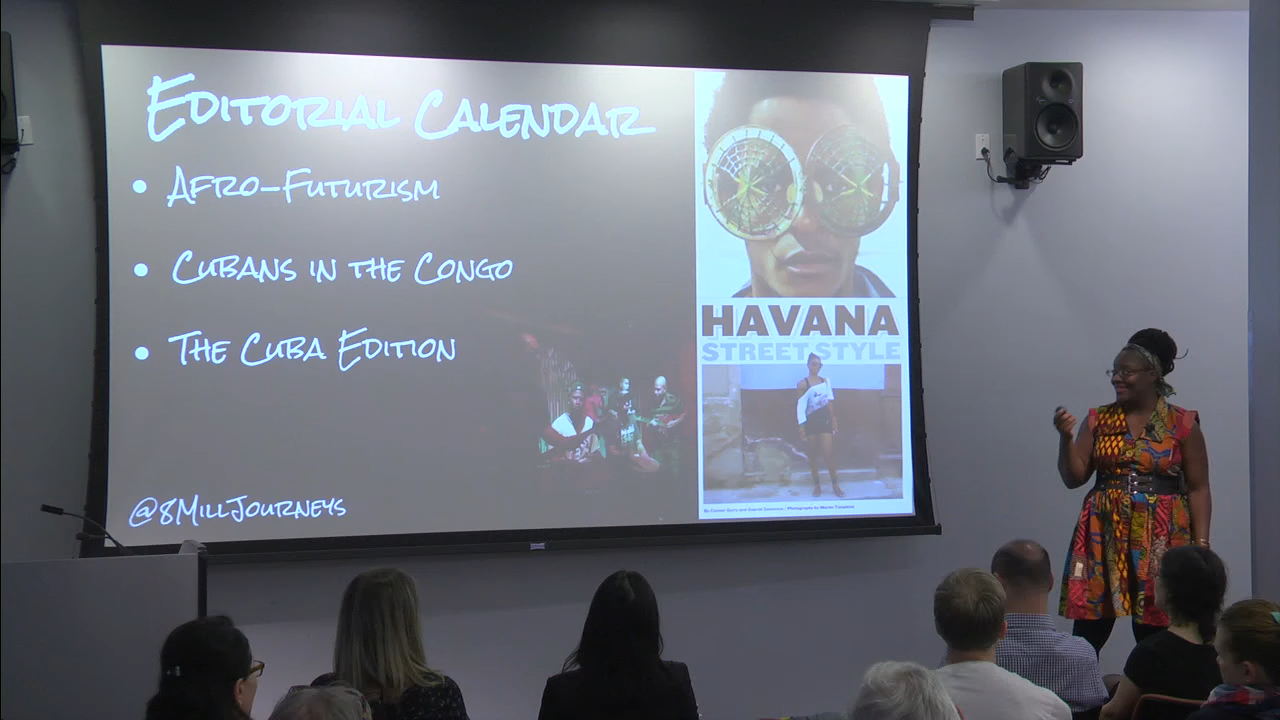 Editorial Calendar
• Afro-Futurism
• Cubans in the Congo
• The Cuba Edition
@8MillJourneys
HAVANA
STREET STYLE